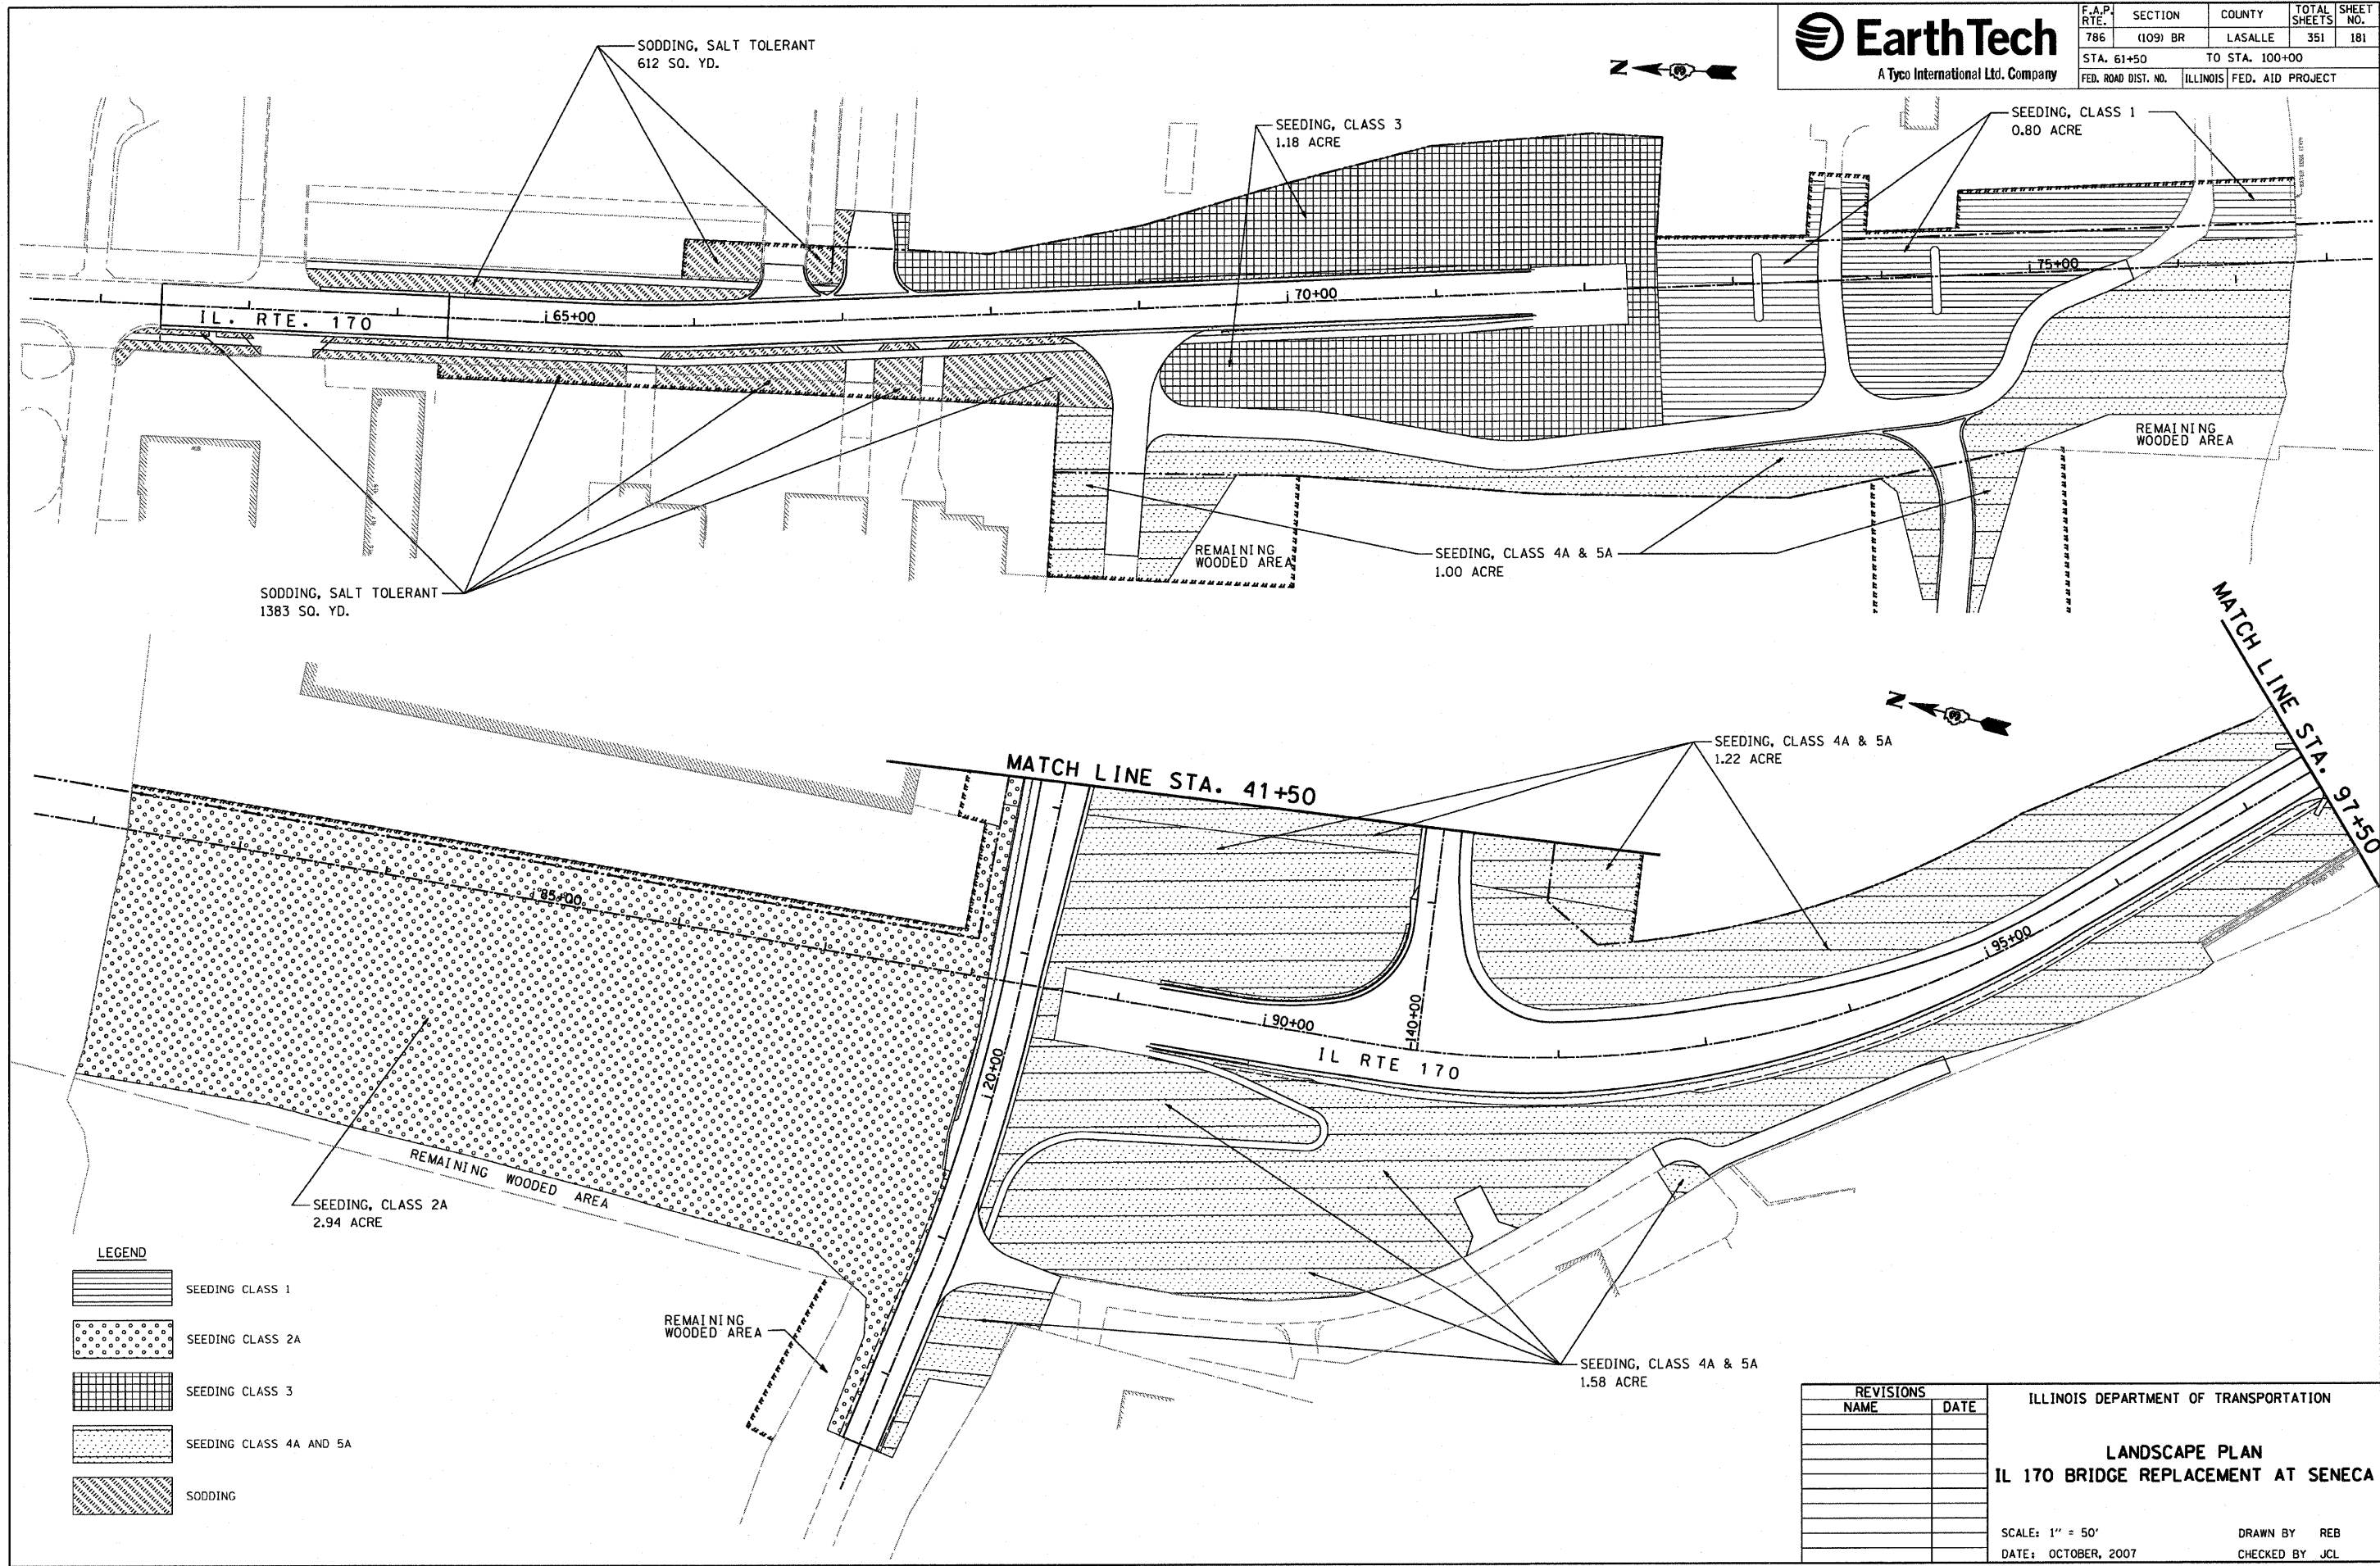 EarthTech
A Tyco International Ltd. Company
F.A.P. RTE. SECTION COUNTY TOTAL SHEETS SHEET NO.
786 (109) BR LASALLE 351 181
STA. 61+50 TO STA. 100+00
FED. ROAD DIST. NO. ILLINOIS FED. AID PROJECT
SODDING, SALT TOLERANT
612 SQ. YD.
N
SEEDING, CLASS 3
1.18 ACRE
SEEDING, CLASS 1
0.80 ACRE
IL. RTE. 170
65+00
70+00
75+00
REMAINING
WOODED AREA
REMAINING
WOODED AREA
SEEDING, CLASS 4A & 5A
1.00 ACRE
SODDING, SALT TOLERANT
1383 SQ. YD.
MATCH LINE STA. 97+50
N
SEEDING, CLASS 4A & 5A
1.22 ACRE
MATCH LINE STA. 41+50
85+00
90+00
95+00
140+00
120+00
IL RTE 170
REMAINING WOODED AREA
SEEDING, CLASS 2A
2.94 ACRE
REMAINING
WOODED AREA
SEEDING, CLASS 4A & 5A
1.58 ACRE
LEGEND
SEEDING CLASS 1
SEEDING CLASS 2A
SEEDING CLASS 3
SEEDING CLASS 4A AND 5A
SODDING
REVISIONS
NAME DATE
ILLINOIS DEPARTMENT OF TRANSPORTATION
LANDSCAPE PLAN
IL 170 BRIDGE REPLACEMENT AT SENECA
SCALE: 1" = 50' DRAWN BY REB
DATE: OCTOBER, 2007 CHECKED BY JCL